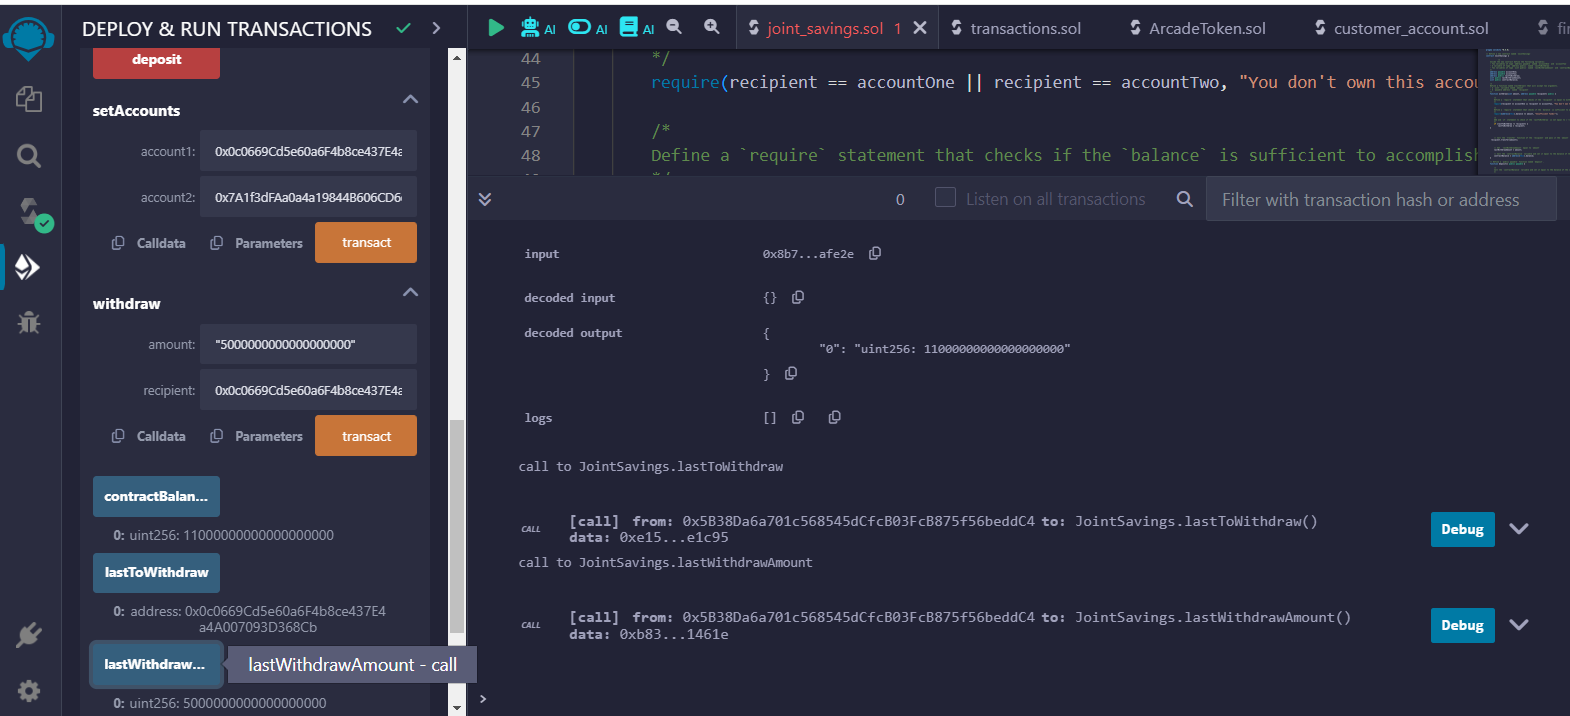 DEPLOY & RUN TRANSACTIONS
deposit
setAccounts
account1: 0x0c0669Cd5e60a6F4b8ce437E4a
account2: 0x7A1f3dFAa0a4a19844B606CD6
Calldata Parameters transact
withdraw
amount: "5000000000000000000"
recipient: 0x0c0669Cd5e60a6F4b8ce437E4a
Calldata Parameters transact
contractBalan...
0: uint256: 11000000000000000000
lastToWithdraw
0: address: 0x0c0669Cd5e60a6F4b8ce437E4
a4A007093D368Cb
lastWithdraw...
lastWithdrawAmount - call
0: uint256: 5000000000000000000
AI AI AI
joint_savings.sol 1
transactions.sol
ArcadeToken.sol
customer_account.sol
44 */
45 require(recipient == accountOne || recipient == accountTwo, "You don't own this accou
46
47 /*
48 Define a `require` statement that checks if the `balance` is sufficient to accomplish
0 Listen on all transactions Filter with transaction hash or address
input 0x8b7...afe2e
decoded input {}
decoded output {
"0": "uint256: 11000000000000000000"
}
logs []
call to JointSavings.lastToWithdraw
CALL [call] from: 0x5B38Da6a701c568545dCfcB03FcB875f56beddC4 to: JointSavings.lastToWithdraw()
data: 0xe15...e1c95
Debug
call to JointSavings.lastWithdrawAmount
CALL [call] from: 0x5B38Da6a701c568545dCfcB03FcB875f56beddC4 to: JointSavings.lastWithdrawAmount()
data: 0xb83...1461e
Debug
>